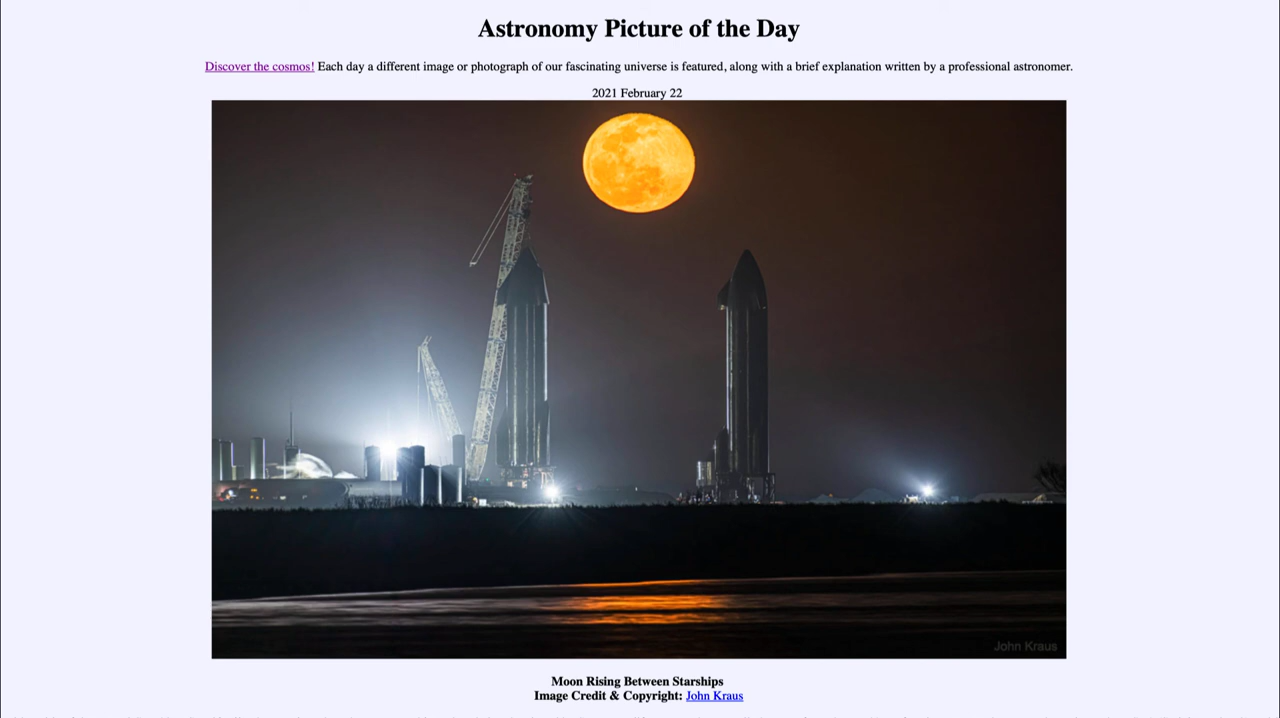 Astronomy Picture of the Day
Discover the cosmos! Each day a different image or photograph of our fascinating universe is featured, along with a brief explanation written by a professional astronomer.
2021 February 22
John Kraus
Moon Rising Between Starships
Image Credit & Copyright: John Kraus